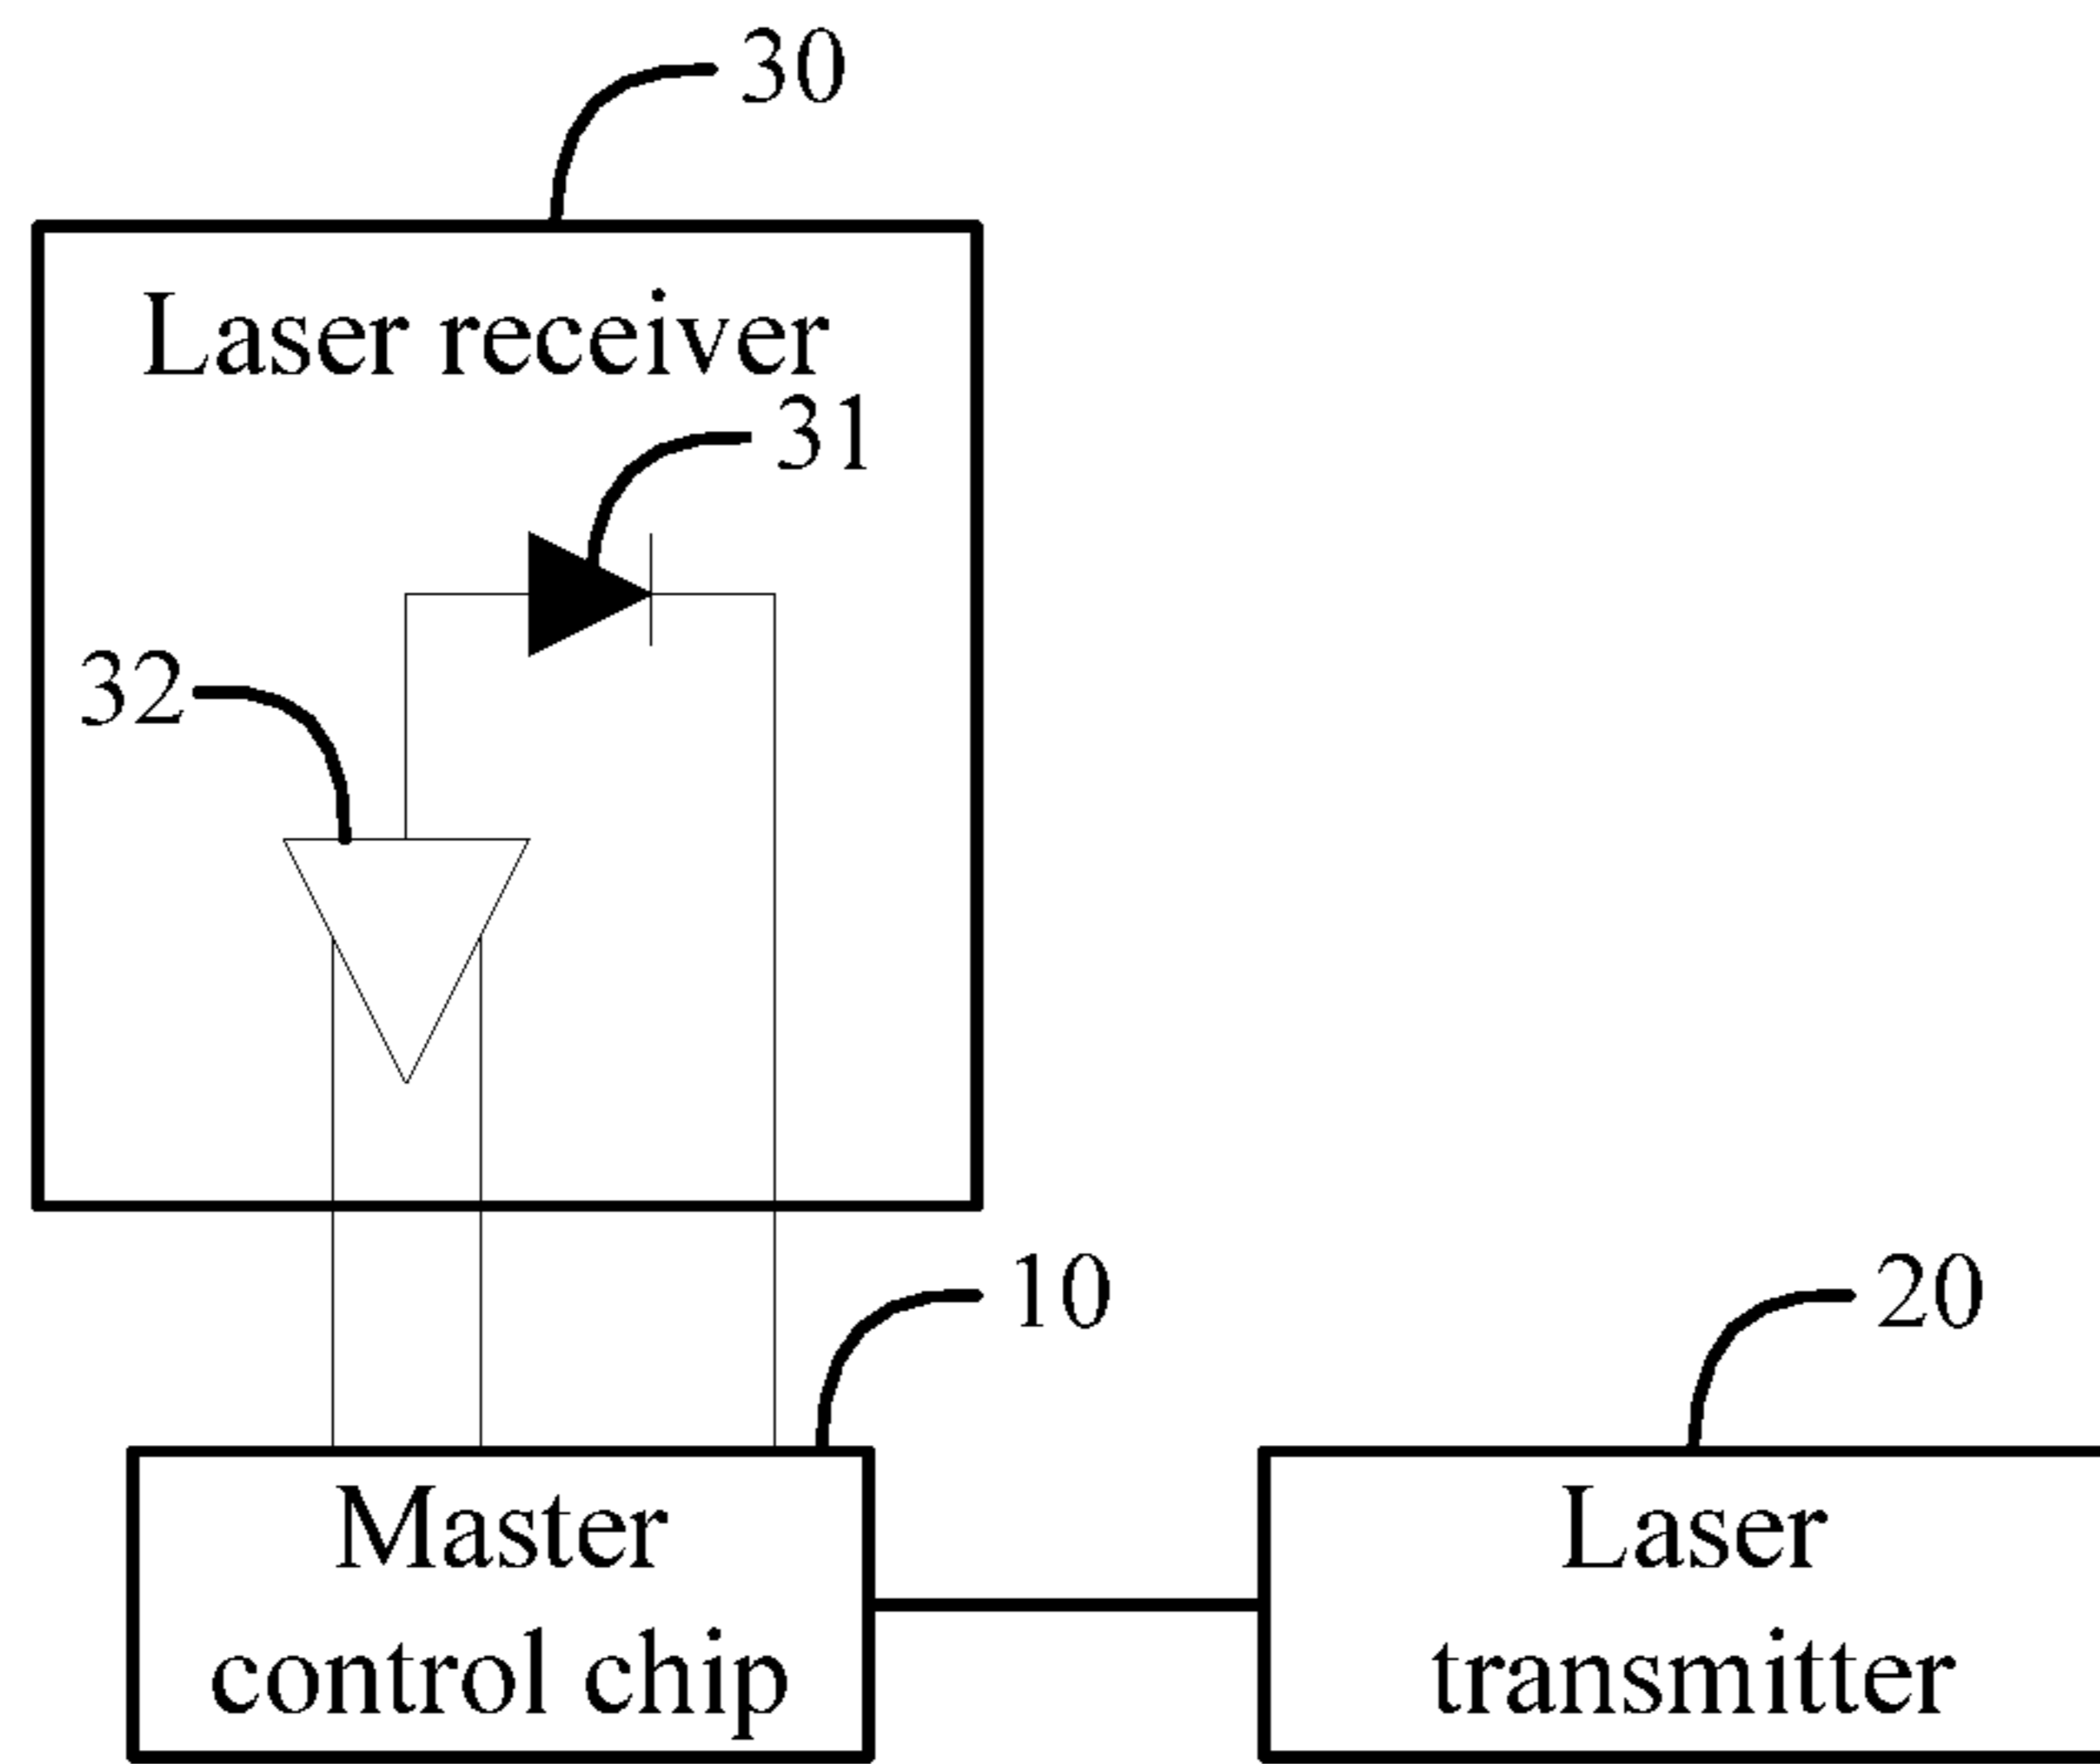 30
Laser receiver
31
32
10
20
Master
control chip
Laser
transmitter